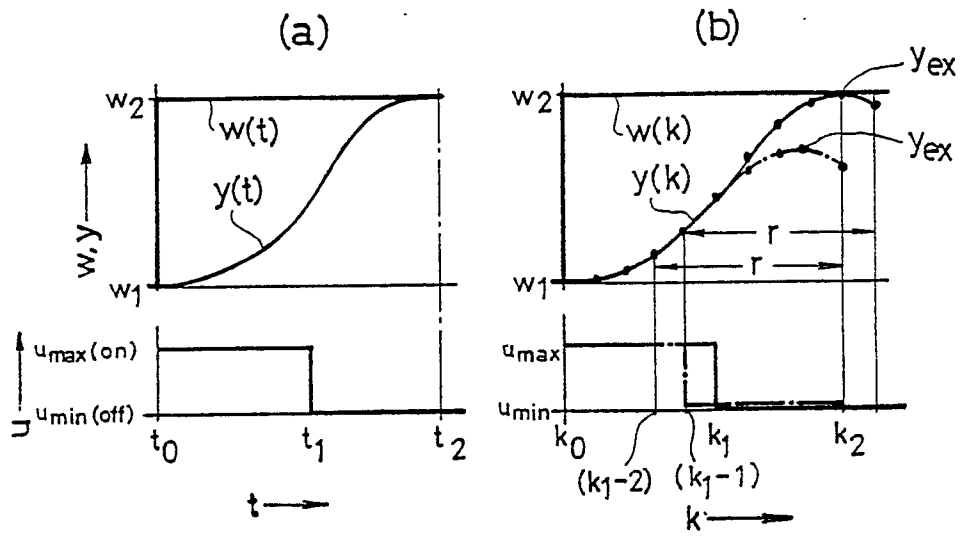 (a)
w₂
w(t)
y(t)
w, y
w₁
u
uₘₐₓ(on)
uₘᵢₙ(off)
t₀
t₁
t₂
t
(b)
yₑₓ
w₂
w(k)
yₑₓ
y(k)
r
r
w₁
uₘₐₓ
uₘᵢₙ
k₀
k₁
k₂
(k₁-2)
(k₁-1)
k